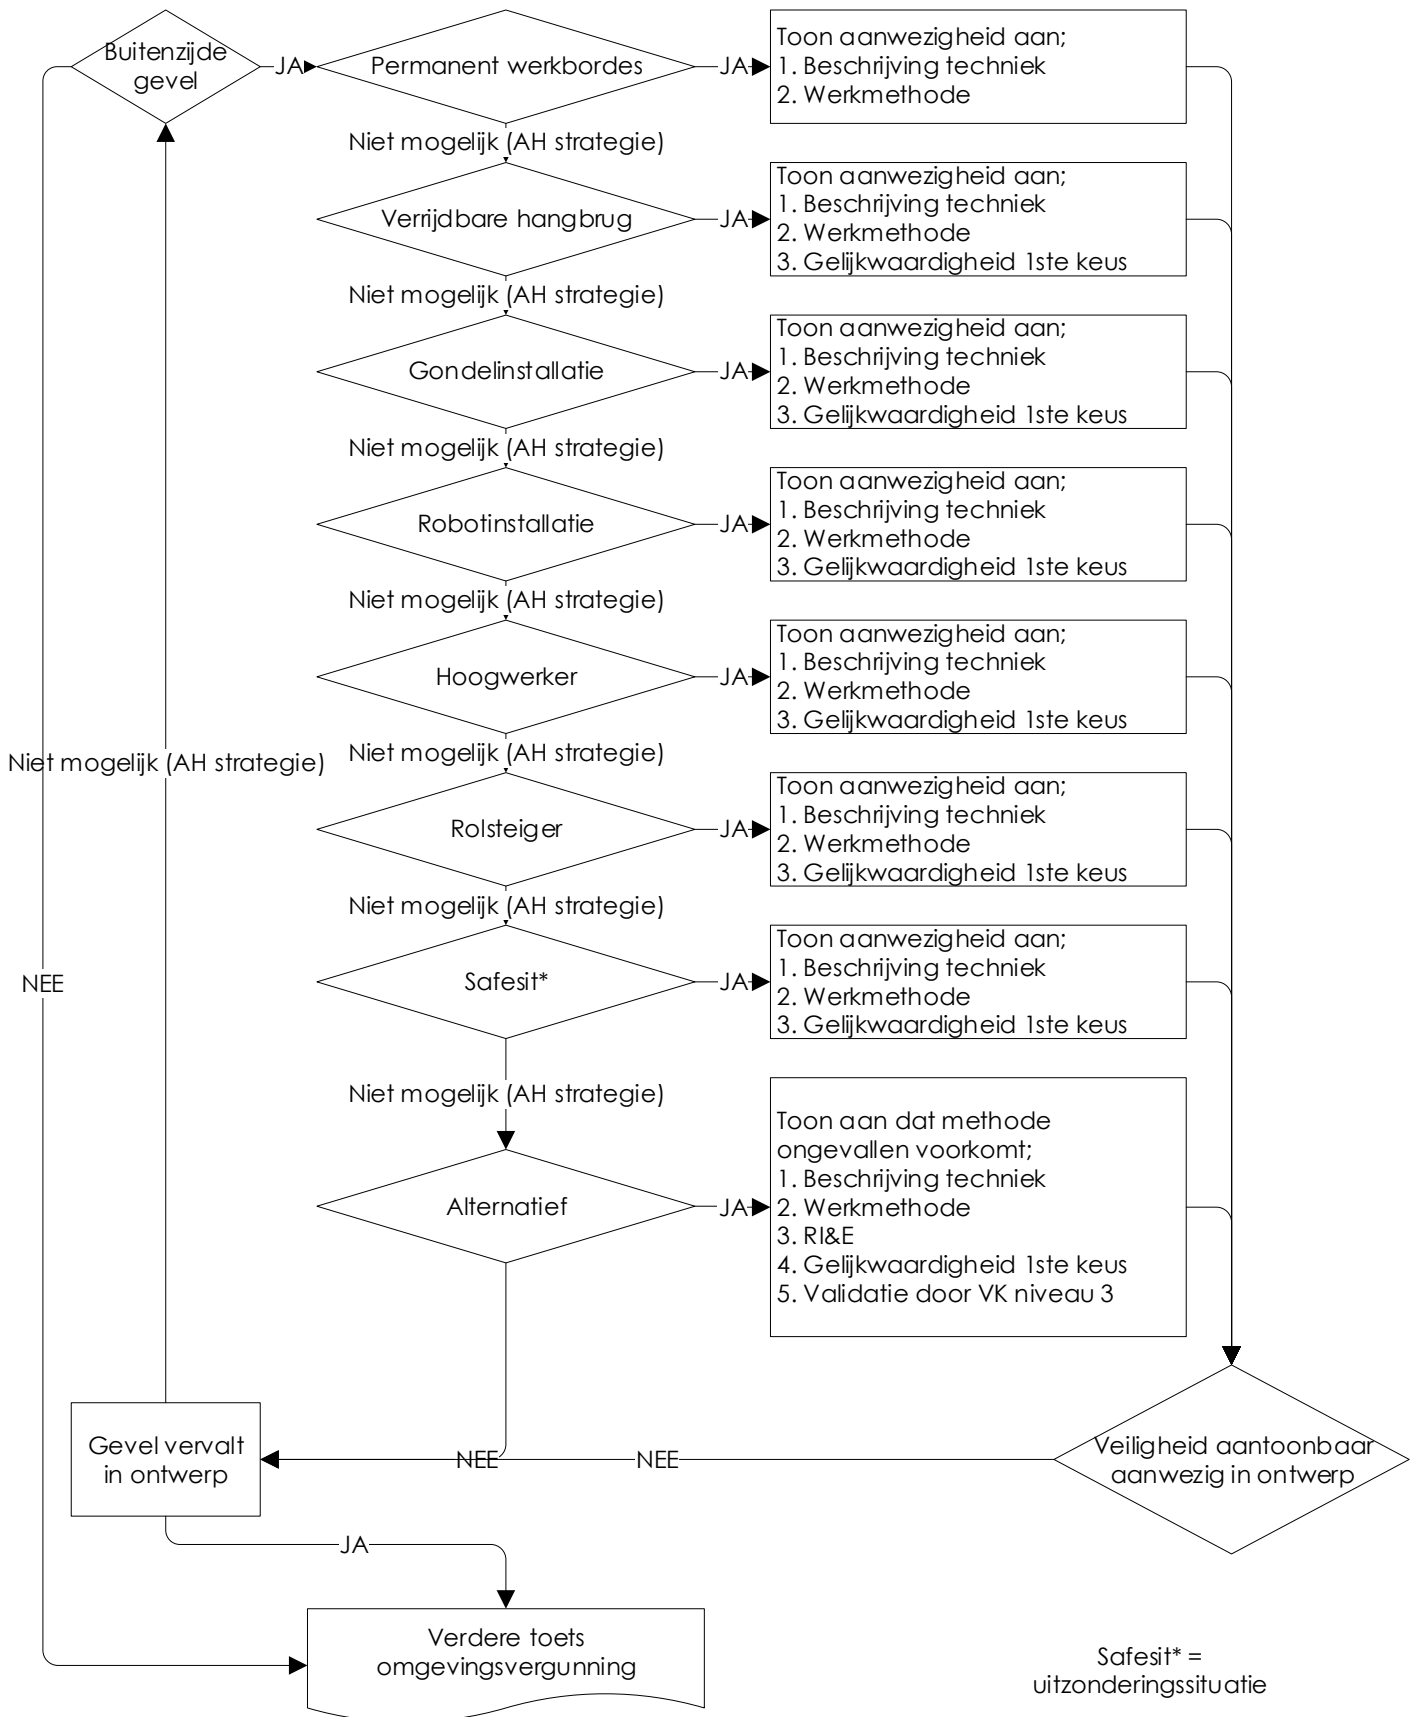 Buitenzijde
gevel
JA
Permanent werkbordes
JA
Toon aanwezigheid aan;
1. Beschrijving techniek
2. Werkmethode
Niet mogelijk (AH strategie)
Verrijdbare hangbrug
JA
Toon aanwezigheid aan;
1. Beschrijving techniek
2. Werkmethode
3. Gelijkwaardigheid 1ste keus
Niet mogelijk (AH strategie)
Gondelinstallatie
JA
Toon aanwezigheid aan;
1. Beschrijving techniek
2. Werkmethode
3. Gelijkwaardigheid 1ste keus
Niet mogelijk (AH strategie)
Robotinstallatie
JA
Toon aanwezigheid aan;
1. Beschrijving techniek
2. Werkmethode
3. Gelijkwaardigheid 1ste keus
Niet mogelijk (AH strategie)
Hoogwerker
JA
Toon aanwezigheid aan;
1. Beschrijving techniek
2. Werkmethode
3. Gelijkwaardigheid 1ste keus
Niet mogelijk (AH strategie)
Niet mogelijk (AH strategie)
Rolsteiger
JA
Toon aanwezigheid aan;
1. Beschrijving techniek
2. Werkmethode
3. Gelijkwaardigheid 1ste keus
Niet mogelijk (AH strategie)
NEE
Safesit*
JA
Toon aanwezigheid aan;
1. Beschrijving techniek
2. Werkmethode
3. Gelijkwaardigheid 1ste keus
Niet mogelijk (AH strategie)
Alternatief
JA
Toon aan dat methode
ongevallen voorkomt;
1. Beschrijving techniek
2. Werkmethode
3. RI&E
4. Gelijkwaardigheid 1ste keus
5. Validatie door VK niveau 3
Gevel vervalt
in ontwerp
NEE
NEE
Veiligheid aantoonbaar
aanwezig in ontwerp
JA
Verdere toets
omgevingsvergunning
Safesit* =
uitzonderingssituatie